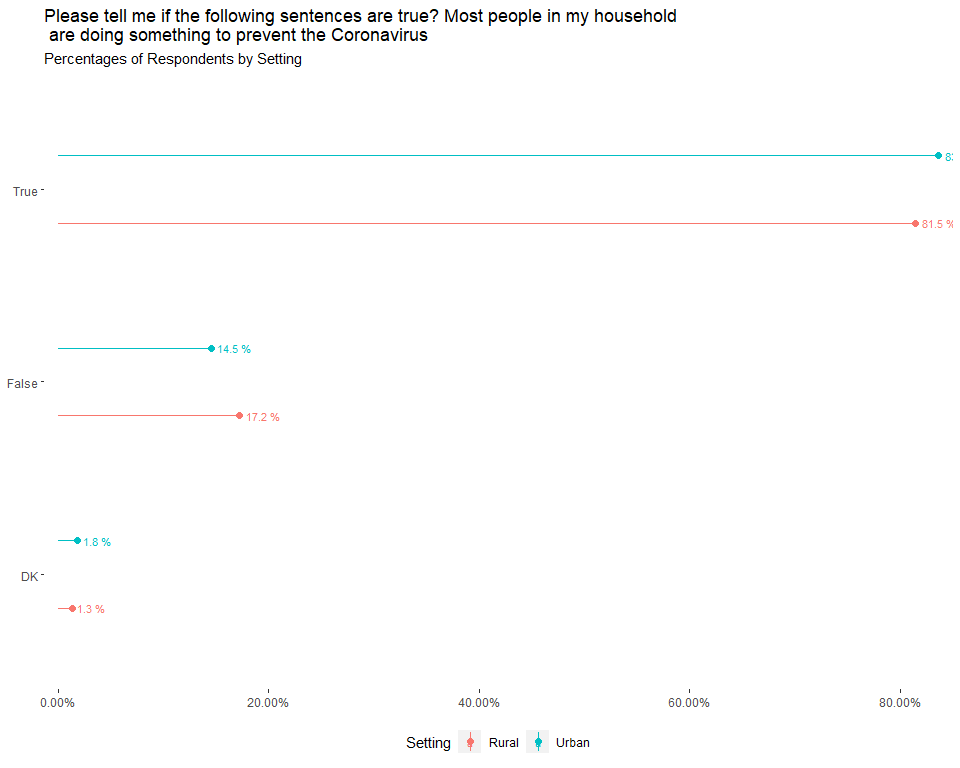 Please tell me if the following sentences are true? Most people in my household
are doing something to prevent the Coronavirus
Percentages of Respondents by Setting
True
81.5 %
False
14.5 %
17.2 %
DK
1.8 %
1.3 %
0.00% 20.00% 40.00% 60.00% 80.00%
Setting Rural Urban